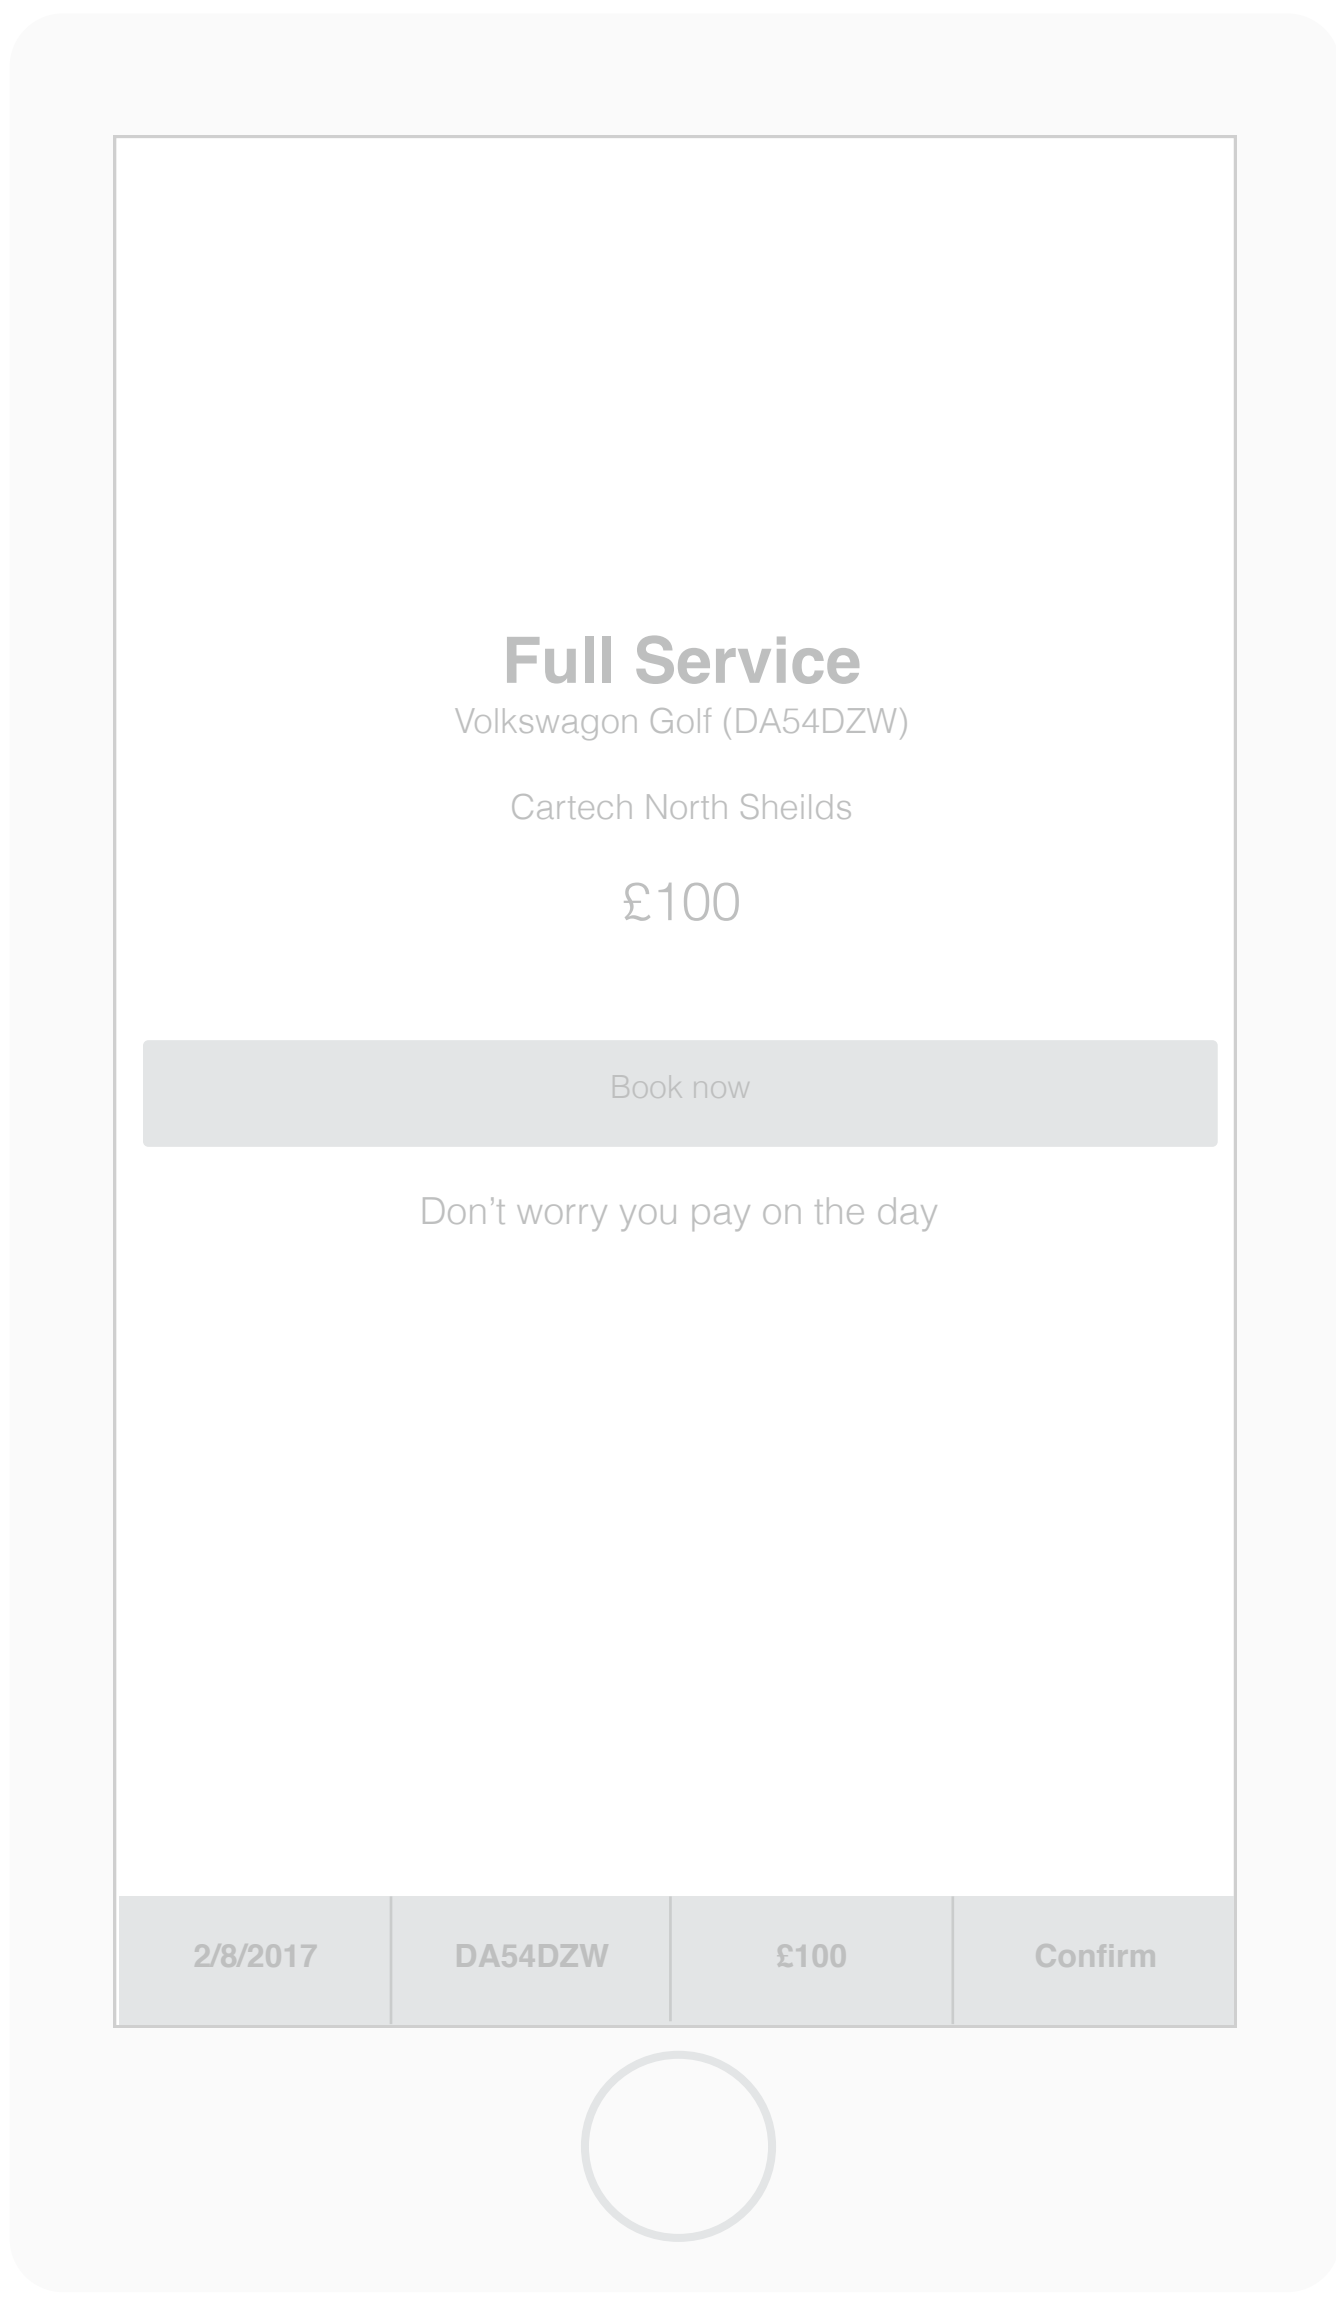 Full Service
Volkswagon Golf (DA54DZW)
Cartech North Sheilds
£100
Book now
Don’t worry you pay on the day
2/8/2017 DA54DZW £100 Confirm